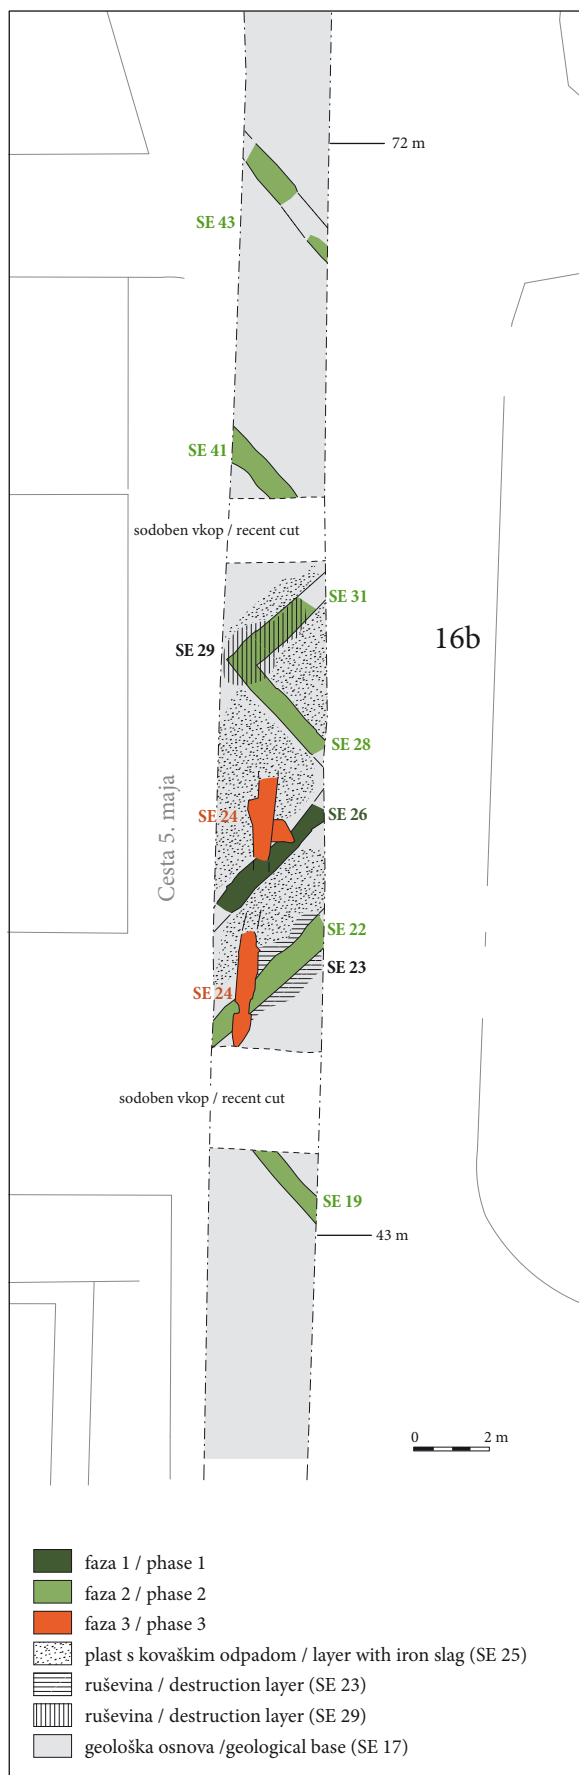 72 m
SE 43
SE 41
sodoben vkop / recent cut
SE 31
16b
SE 29
SE 28
Cesta 5. maja
SE 24
SE 26
SE 22
SE 23
SE 24
sodoben vkop / recent cut
SE 19
43 m
0 2 m
faza 1 / phase 1
faza 2 / phase 2
faza 3 / phase 3
plast s kovaškim odpadom / layer with iron slag (SE 25)
ruševina / destruction layer (SE 23)
ruševina / destruction layer (SE 29)
geološka osnova /geological base (SE 17)